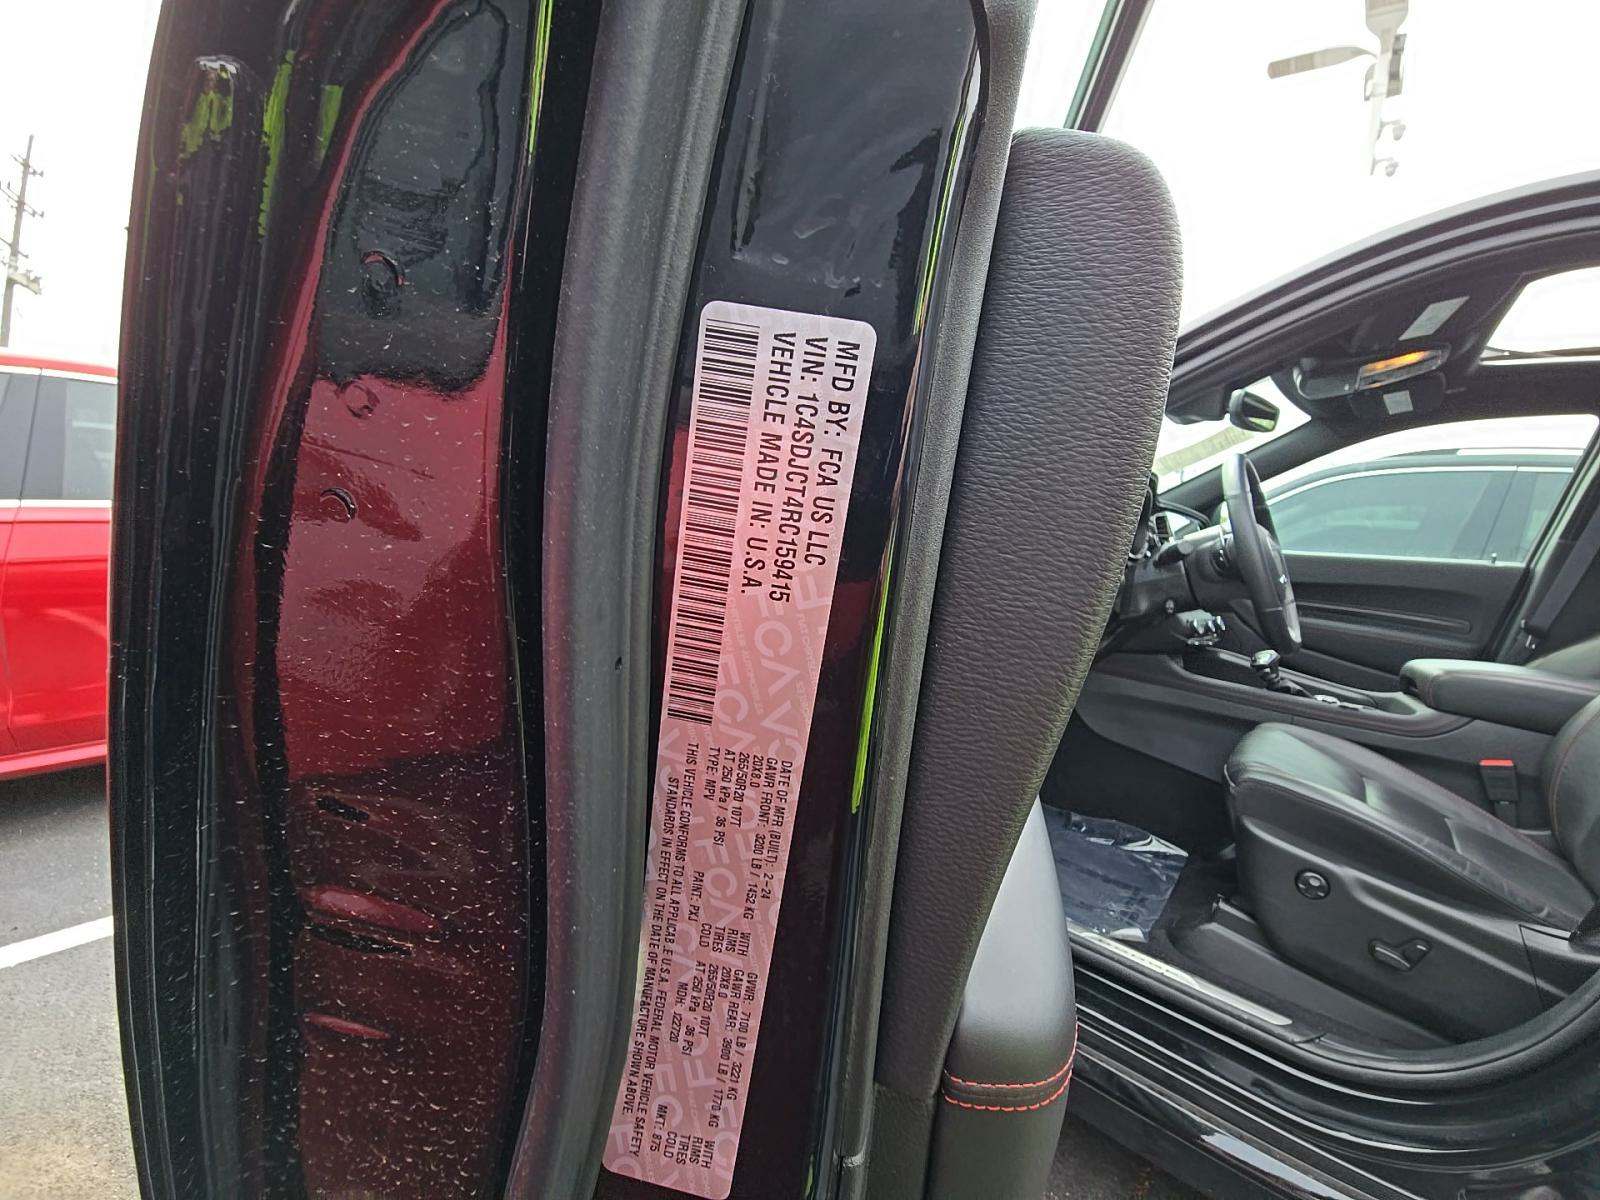 MFD BY: FCA US LLC
VIN: 1C4SDJCT4RC159415
VEHICLE MADE IN: U.S.A.
DATE OF MFR (BUILT): 2-24 GVWR: 7100 LB / 3221 KG
GAWR FRONT: 3200 LB / 1452 KG WITH GAWR REAR: 3900 LB / 1770 KG WITH
20X8.0 RIMS 20X8.0 RIMS
265/50R20 107T TIRES 265/50R20 107T TIRES
AT 250 kPa / 36 PSI COLD AT 250 kPa / 36 PSI COLD
TYPE: MPV PAINT: PXJ MDH: 122720 MKT: 875
THIS VEHICLE CONFORMS TO ALL APPLICABLE U.S.A. FEDERAL MOTOR VEHICLE SAFETY
STANDARDS IN EFFECT ON THE DATE OF MANUFACTURE SHOWN ABOVE.